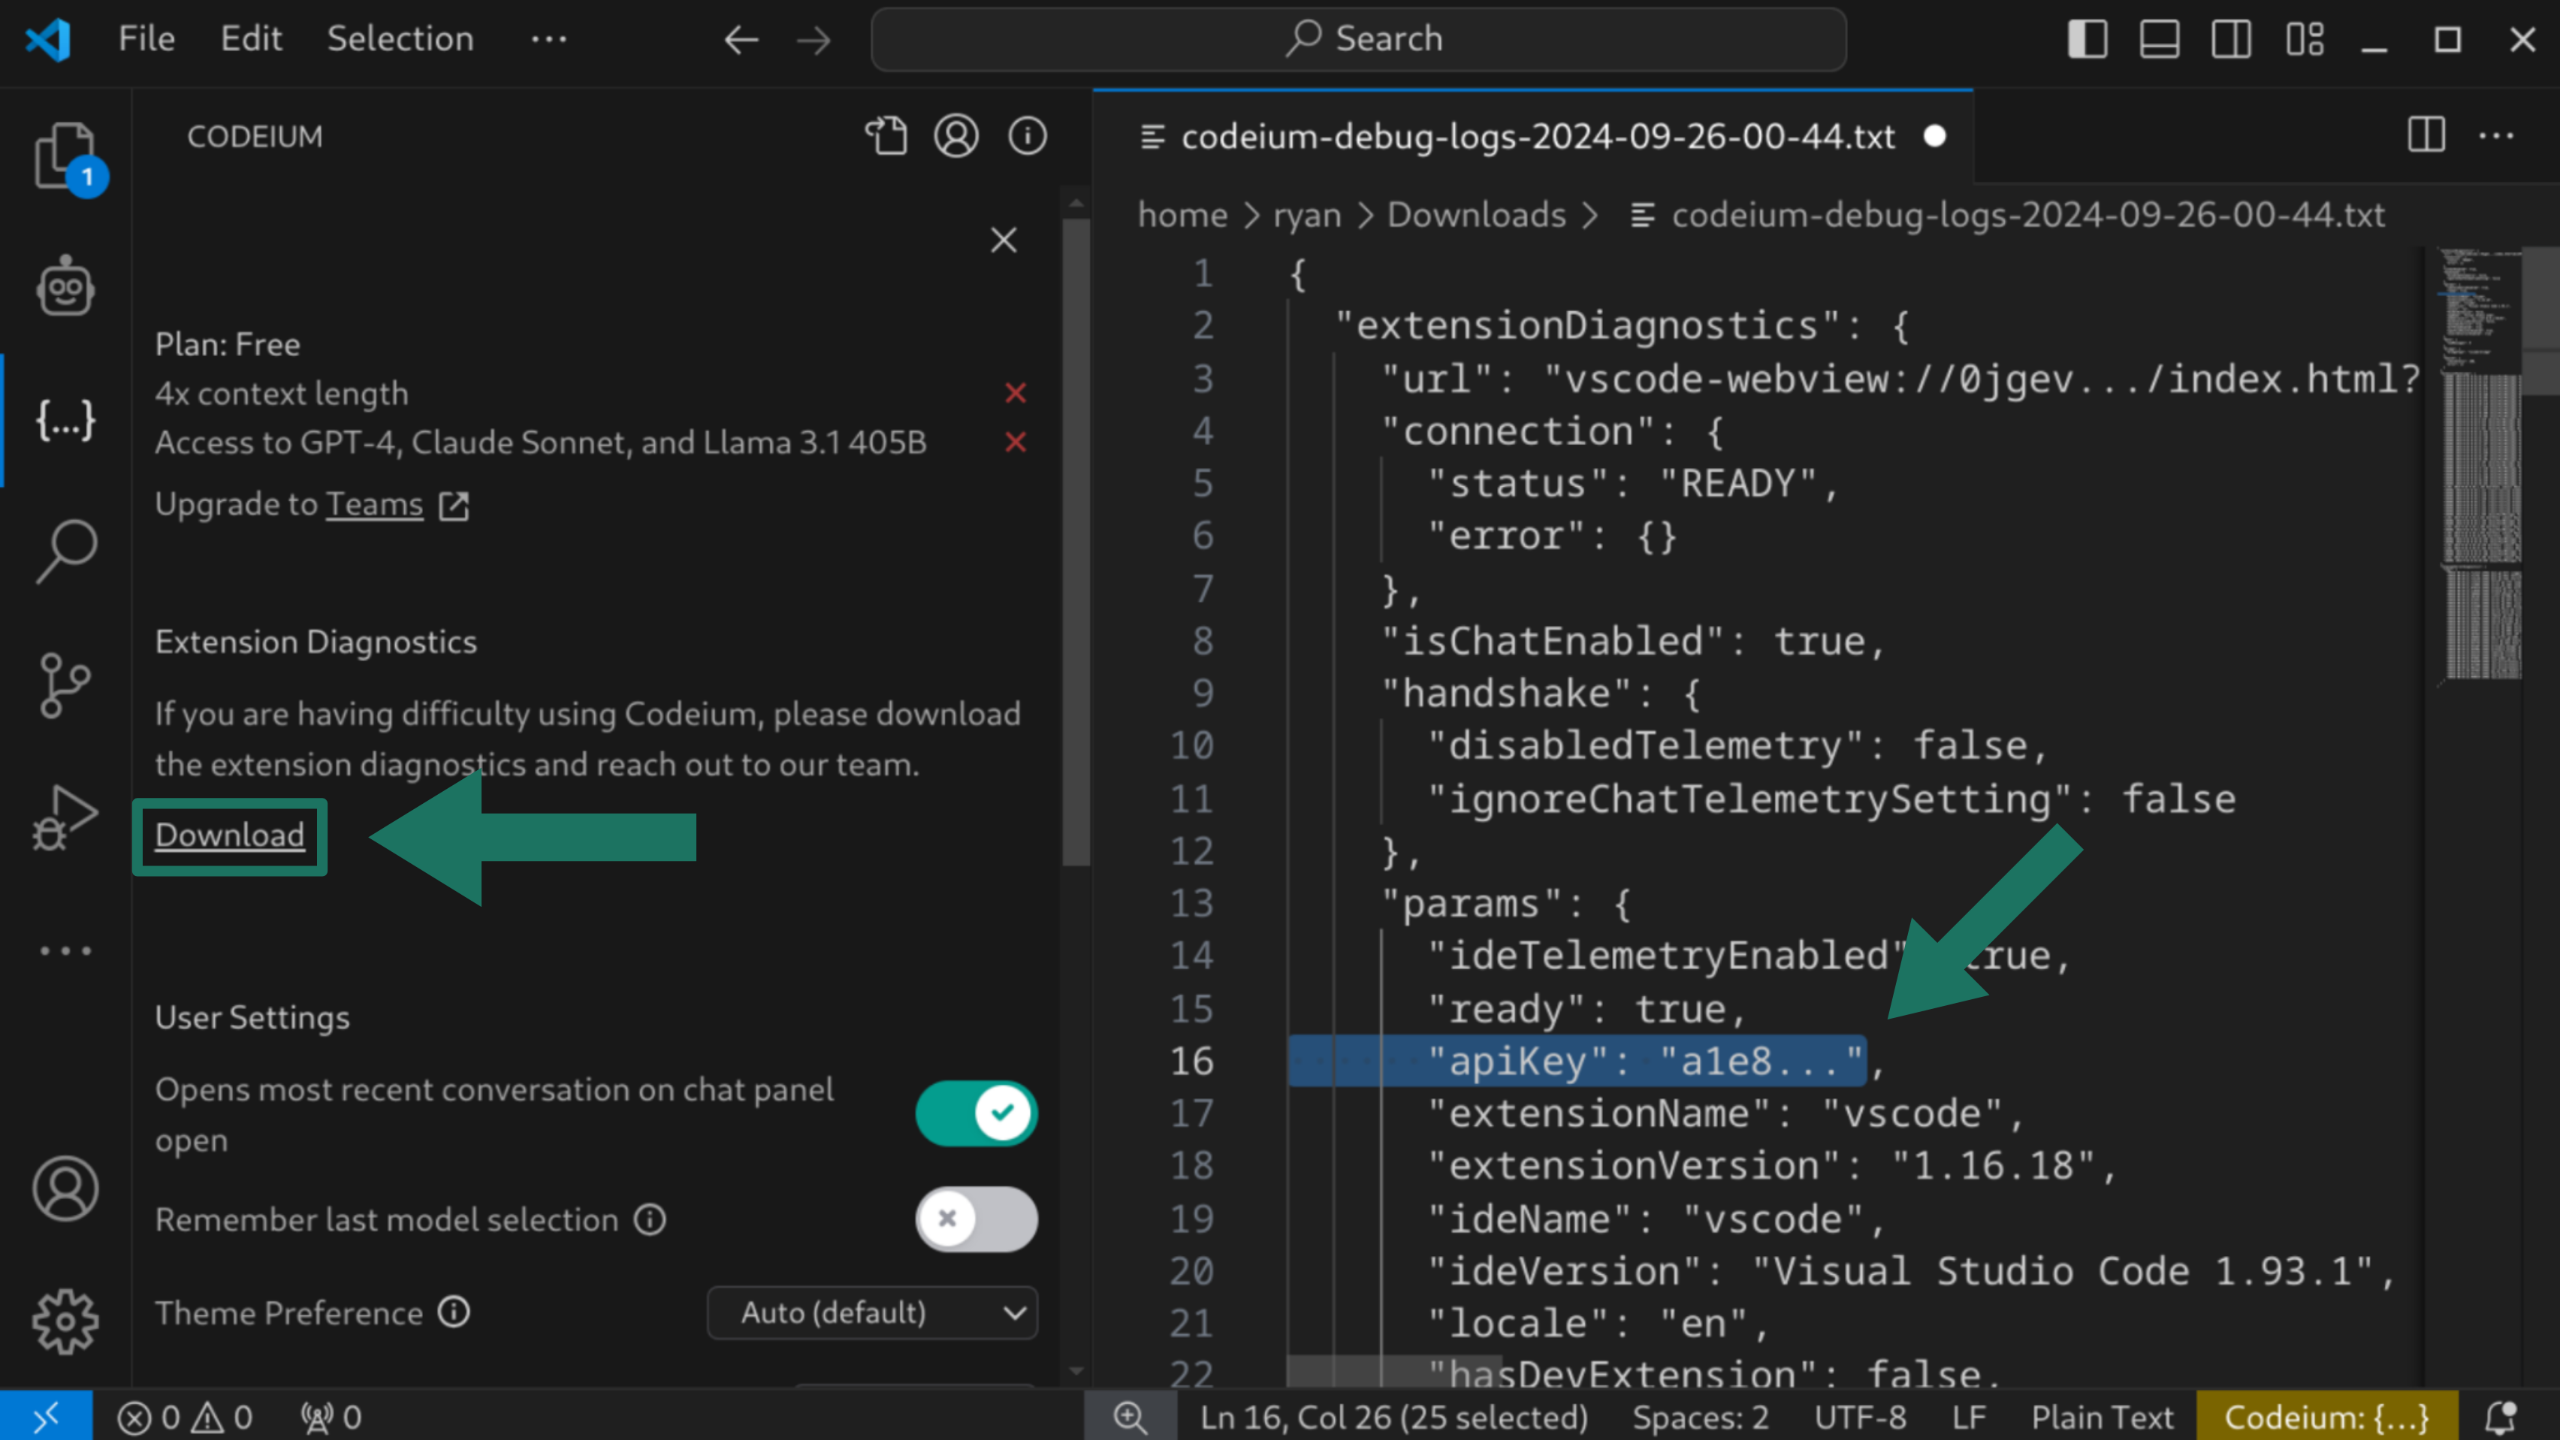 File Edit Selection ··· Search
CODEIUM
1
Plan: Free
4x context length
Access to GPT-4, Claude Sonnet, and Llama 3.1 405B
Upgrade to Teams
Extension Diagnostics
If you are having difficulty using Codeium, please download
the extension diagnostics and reach out to our team.
Download
User Settings
Opens most recent conversation on chat panel
open
Remember last model selection
Theme Preference Auto (default)
codeium-debug-logs-2024-09-26-00-44.txt
home > ryan > Downloads > codeium-debug-logs-2024-09-26-00-44.txt
1 {
2 "extensionDiagnostics": {
3 "url": "vscode-webview://0jgev.../index.html?
4 "connection": {
5 "status": "READY",
6 "error": {}
7 },
8 "isChatEnabled": true,
9 "handshake": {
10 "disabledTelemetry": false,
11 "ignoreChatTelemetrySetting": false
12 },
13 "params": {
14 "ideTelemetryEnabled" true,
15 "ready": true,
16 "apiKey": "a1e8...",
17 "extensionName": "vscode",
18 "extensionVersion": "1.16.18",
19 "ideName": "vscode",
20 "ideVersion": "Visual Studio Code 1.93.1",
21 "locale": "en",
22 "hasDevExtension": false,
0 0 0 Ln 16, Col 26 (25 selected) Spaces: 2 UTF-8 LF Plain Text Codeium: {...}